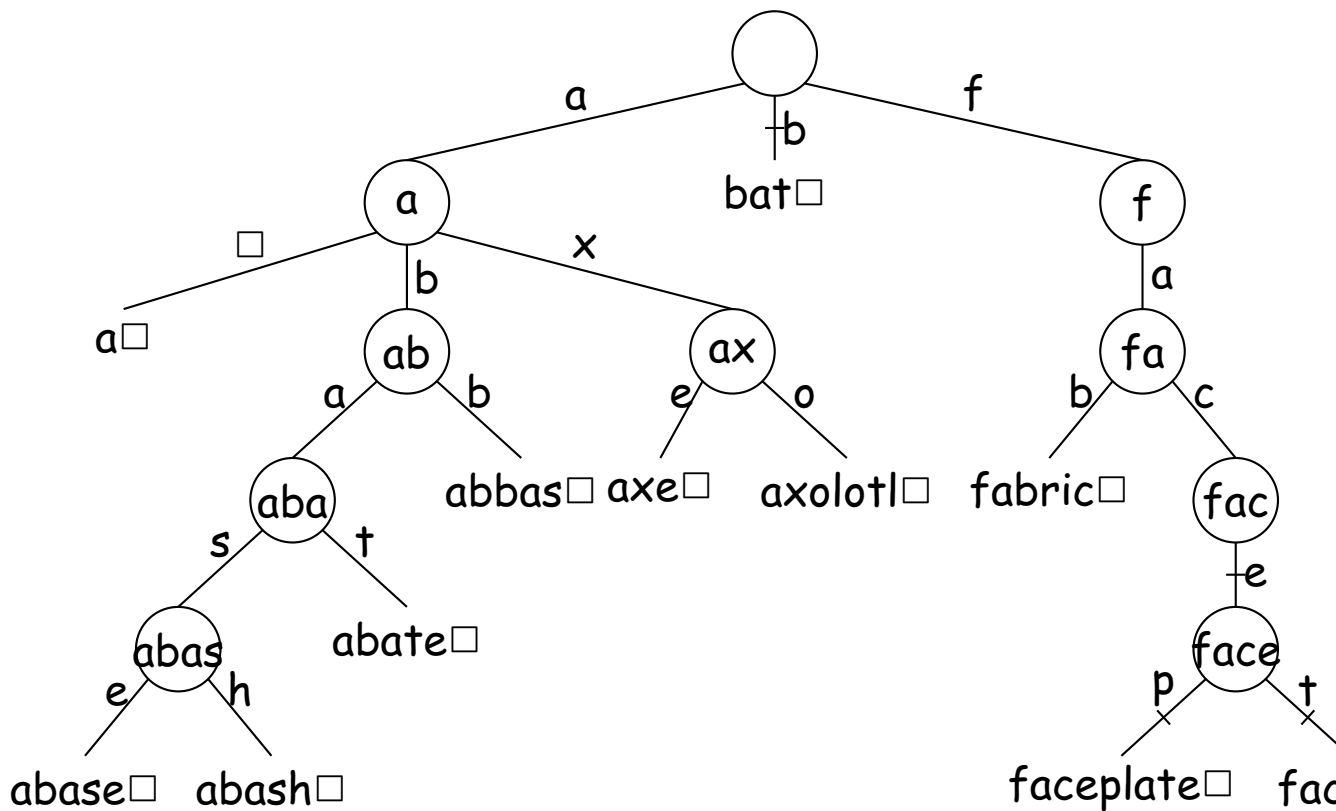 a b f
a bat□ f
□ b x a
a□ ab ax fa
a b e o b c
aba abbas□ axe□ axolotl□ fabric□ fac
s t e
abas abate□ face
e h p t
abase□ abash□ faceplate□